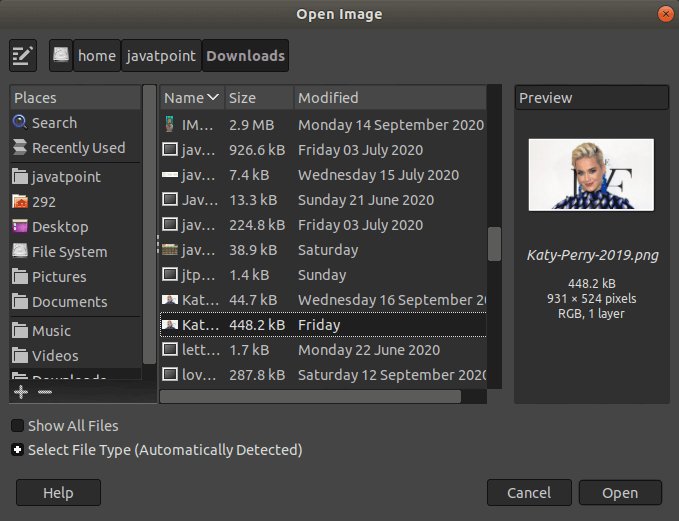 Open Image
home javatpoint Downloads
Places
Search
Recently Used
javatpoint
292
Desktop
File System
Pictures
Documents
Music
Videos
Downloads
Name Size Modified
IM... 2.9 MB Monday 14 September 2020
jav... 926.6 kB Friday 03 July 2020
jav... 7.4 kB Wednesday 15 July 2020
Jav... 13.3 kB Sunday 21 June 2020
jav... 224.8 kB Friday 03 July 2020
jav... 38.9 kB Saturday
jtp... 1.4 kB Sunday
Kat... 44.7 kB Wednesday 16 September 20
Kat... 448.2 kB Friday
lett... 1.7 kB Monday 22 June 2020
lov... 287.8 kB Saturday 12 September 2020
Preview
Katy-Perry-2019.png
448.2 kB
931 × 524 pixels
RGB, 1 layer
Show All Files
Select File Type (Automatically Detected)
Help Cancel Open